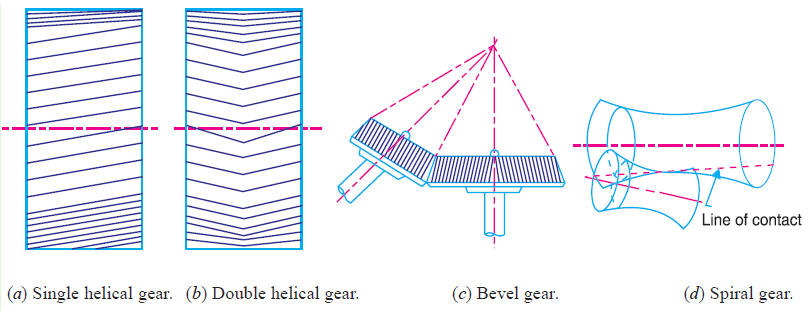 Line of contact
(a) Single helical gear. (b) Double helical gear. (c) Bevel gear. (d) Spiral gear.